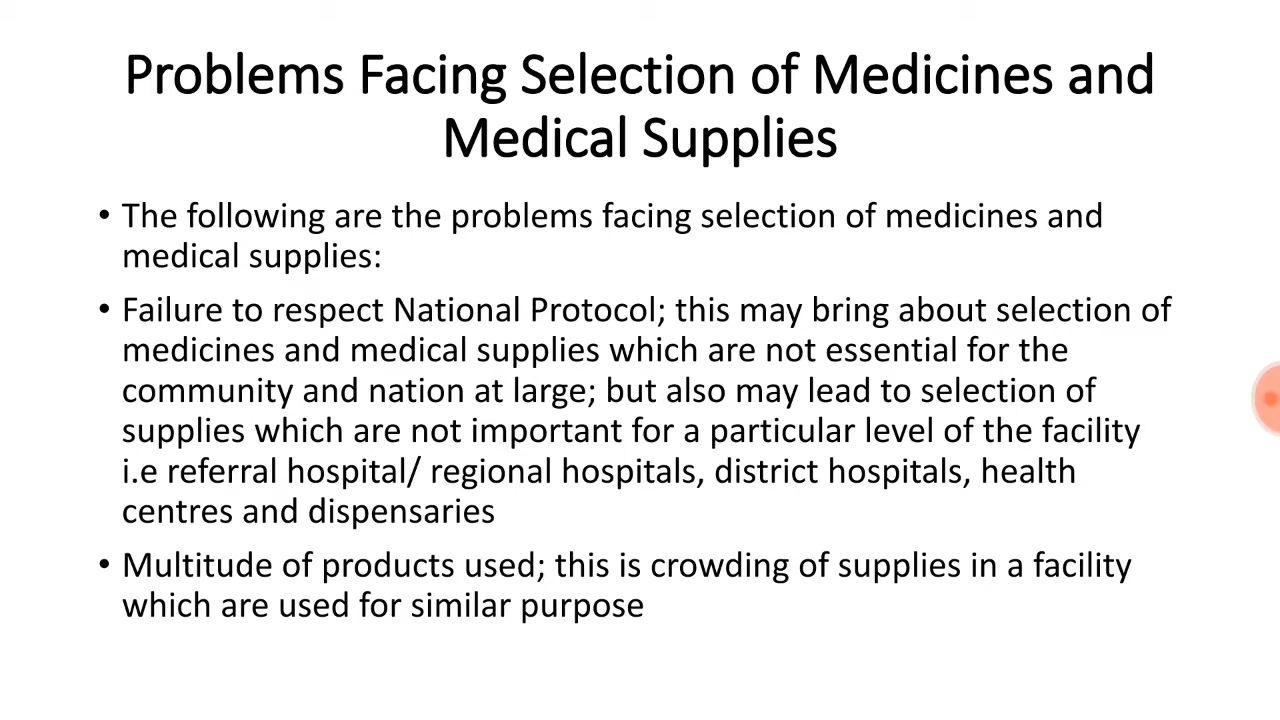 Problems Facing Selection of Medicines and
Medical Supplies
• The following are the problems facing selection of medicines and
medical supplies:
• Failure to respect National Protocol; this may bring about selection of
medicines and medical supplies which are not essential for the
community and nation at large; but also may lead to selection of
supplies which are not important for a particular level of the facility
i.e referral hospital/ regional hospitals, district hospitals, health
centres and dispensaries
• Multitude of products used; this is crowding of supplies in a facility
which are used for similar purpose